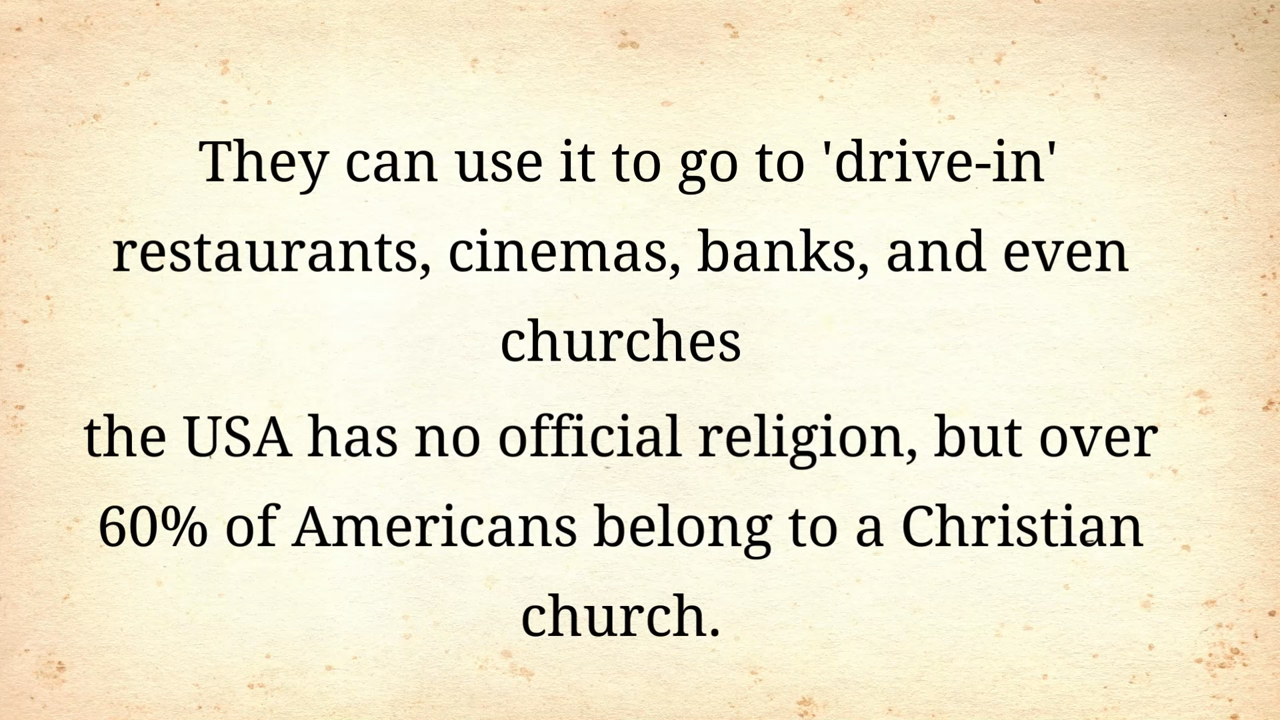 They can use it to go to 'drive-in'
restaurants, cinemas, banks, and even
churches
the USA has no official religion, but over
60% of Americans belong to a Christian
church.